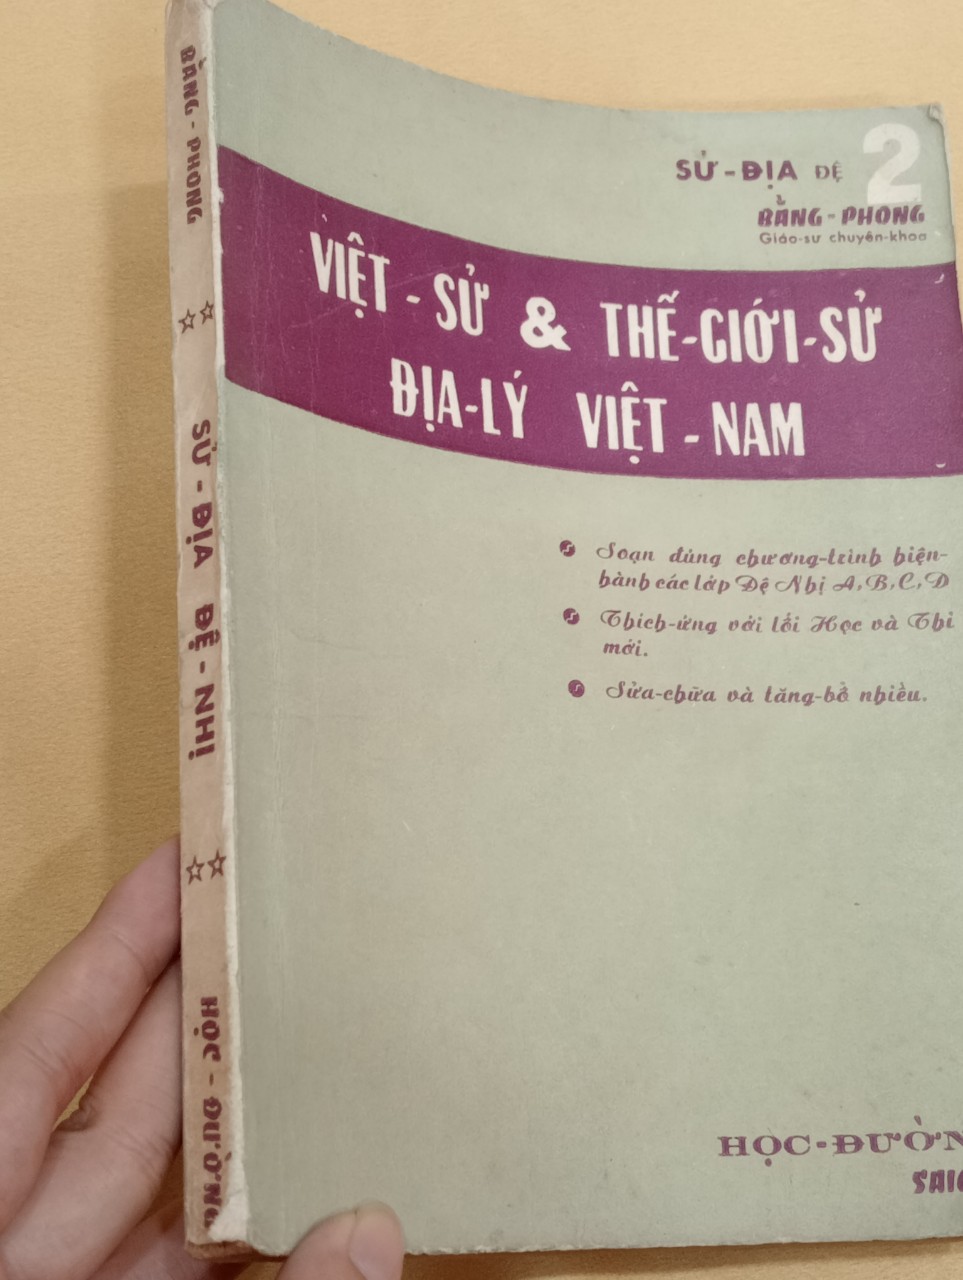 BẰNG - PHONG
SỬ - ĐỊA ĐỆ - NHỊ
HỌC - ĐƯỜNG
SỬ - ĐỊA ĐỆ 2
BẰNG - PHONG
Giáo-sư chuyên-khoa
VIỆT - SỬ & THẾ-GIỚI-SỬ
ĐỊA-LÝ VIỆT - NAM
Soạn đúng chương-trình hiện-
hành các lớp Đệ Nhị A, B, C, D
Thích-ứng với lối Học và Thi
mới.
Sửa-chữa và tăng-bổ nhiều.
HỌC-ĐƯỜN
SAIG